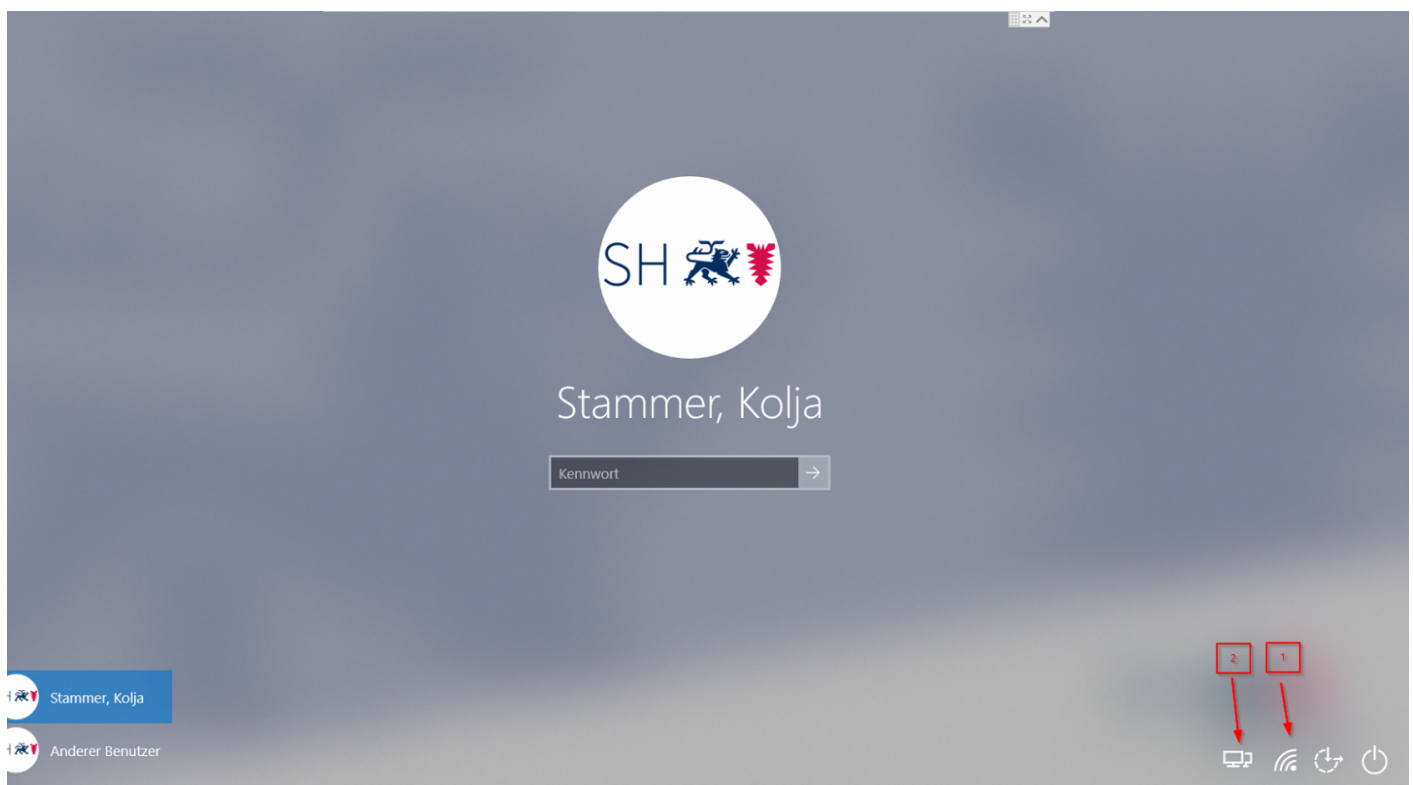 SH
Stammer, Kolja
Kennwort
2
1
Stammer, Kolja
Anderer Benutzer